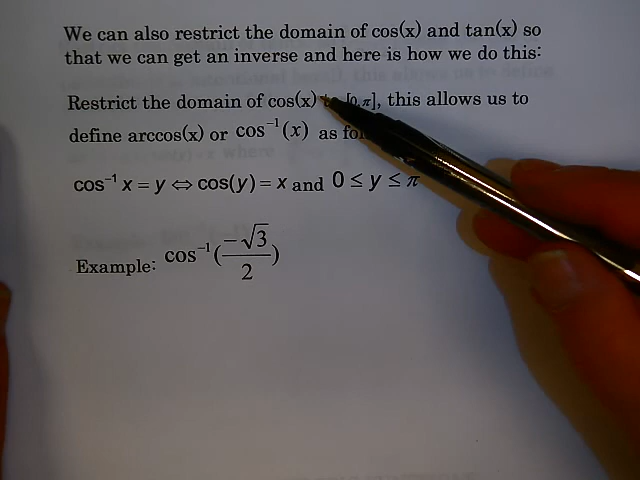 We can also restrict the domain of cos(x) and tan(x) so
that we can get an inverse and here is how we do this:
Restrict the domain of cos(x) [0,π], this allows us to
define arccos(x) or cos⁻¹(x) as
cos⁻¹ x = y ⇔ cos(y) = x and 0 ≤ y ≤ π
Example: cos⁻¹(-√3/2)